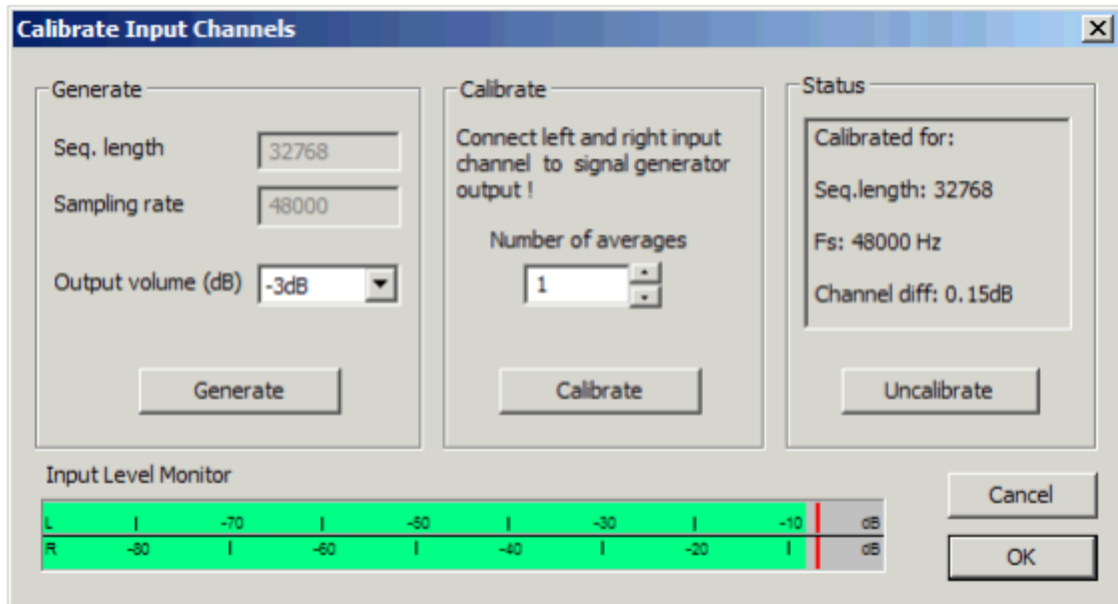 Calibrate Input Channels
Generate
Seq. length
32768
Sampling rate
48000
Output volume (dB)
-3dB
Generate
Calibrate
Connect left and right input
channel to signal generator
output !
Number of averages
1
Calibrate
Status
Calibrated for:
Seq.length: 32768
Fs: 48000 Hz
Channel diff: 0.15dB
Uncalibrate
Input Level Monitor
L -70 -50 -30 -10 dB
R -80 -60 -40 -20 dB
Cancel
OK